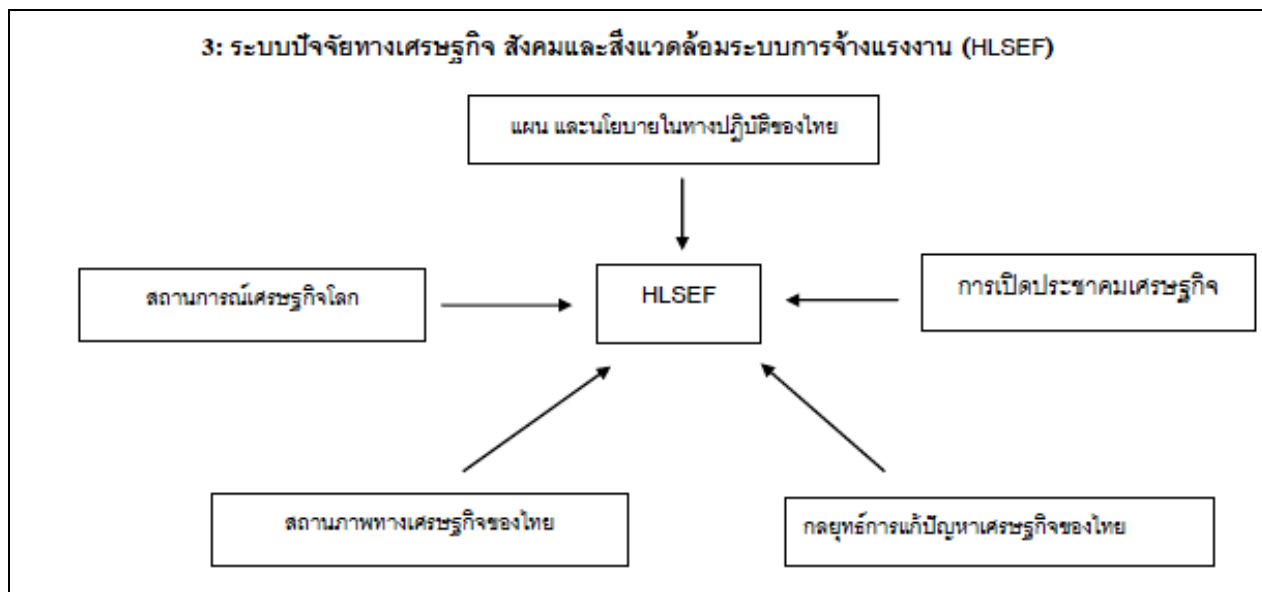 3: ระบบปัจจัยทางเศรษฐกิจ สังคมและสิ่งแวดล้อมระบบการจ้างแรงงาน (HLSEF)
แผน และนโยบายในทางปฏิบัติของไทย
สถานการณ์เศรษฐกิจโลก
HLSEF
การเปิดประชาคมเศรษฐกิจ
สถานภาพทางเศรษฐกิจของไทย
กลยุทธ์การแก้ปัญหาเศรษฐกิจของไทย